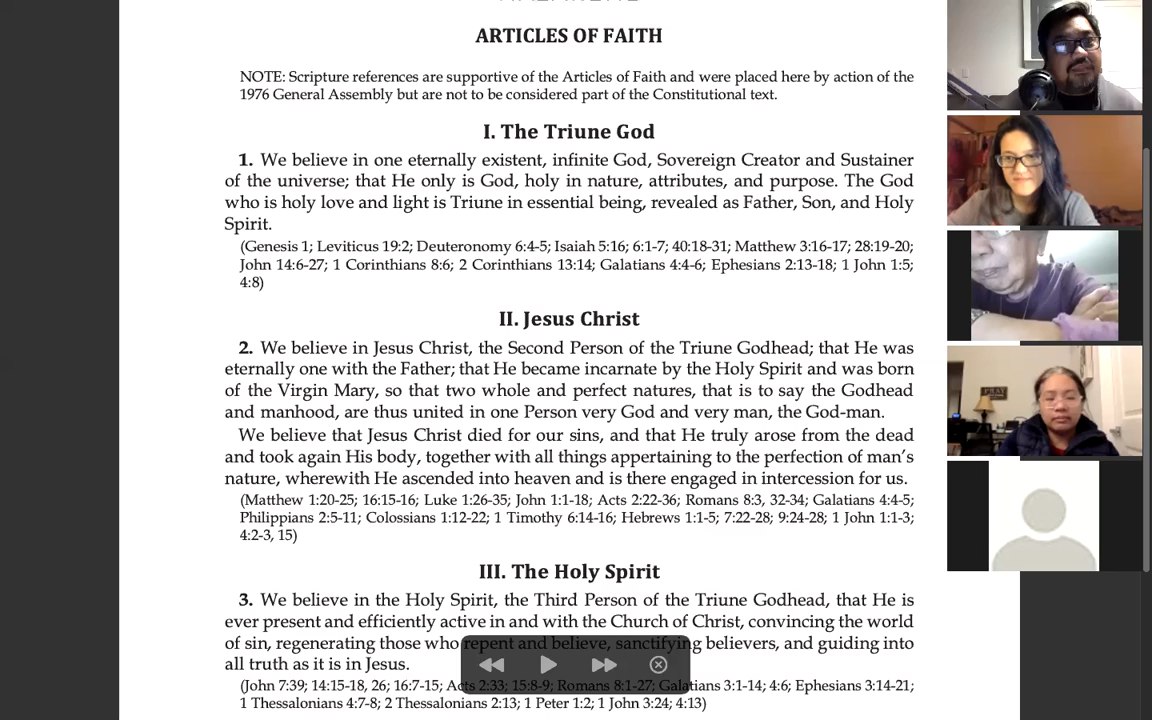 ARTICLES OF FAITH
NOTE: Scripture references are supportive of the Articles of Faith and were placed here by action of the
1976 General Assembly but are not to be considered part of the Constitutional text.
I. The Triune God
1. We believe in one eternally existent, infinite God, Sovereign Creator and Sustainer
of the universe; that He only is God, holy in nature, attributes, and purpose. The God
who is holy love and light is Triune in essential being, revealed as Father, Son, and Holy
Spirit.
(Genesis 1; Leviticus 19:2; Deuteronomy 6:4-5; Isaiah 5:16; 6:1-7; 40:18-31; Matthew 3:16-17; 28:19-20;
John 14:6-27; 1 Corinthians 8:6; 2 Corinthians 13:14; Galatians 4:4-6; Ephesians 2:13-18; 1 John 1:5;
4:8)
II. Jesus Christ
2. We believe in Jesus Christ, the Second Person of the Triune Godhead; that He was
eternally one with the Father; that He became incarnate by the Holy Spirit and was born
of the Virgin Mary, so that two whole and perfect natures, that is to say the Godhead
and manhood, are thus united in one Person very God and very man, the God-man.
We believe that Jesus Christ died for our sins, and that He truly arose from the dead
and took again His body, together with all things appertaining to the perfection of man's
nature, wherewith He ascended into heaven and is there engaged in intercession for us.
(Matthew 1:20-25; 16:15-16; Luke 1:26-35; John 1:1-18; Acts 2:22-36; Romans 8:3, 32-34; Galatians 4:4-5;
Philippians 2:5-11; Colossians 1:12-22; 1 Timothy 6:14-16; Hebrews 1:1-5; 7:22-28; 9:24-28; 1 John 1:1-3;
4:2-3, 15)
III. The Holy Spirit
3. We believe in the Holy Spirit, the Third Person of the Triune Godhead, that He is
ever present and efficiently active in and with the Church of Christ, convincing the world
of sin, regenerating those who repent and believe, sanctifying believers, and guiding into
all truth as it is in Jesus.
(John 7:39; 14:15-18, 26; 16:7-15; Acts 2:33; 15:8-9; Romans 8:1-27; Galatians 3:1-14; 4:6; Ephesians 3:14-21;
1 Thessalonians 4:7-8; 2 Thessalonians 2:13; 1 Peter 1:2; 1 John 3:24; 4:13)
PRAY